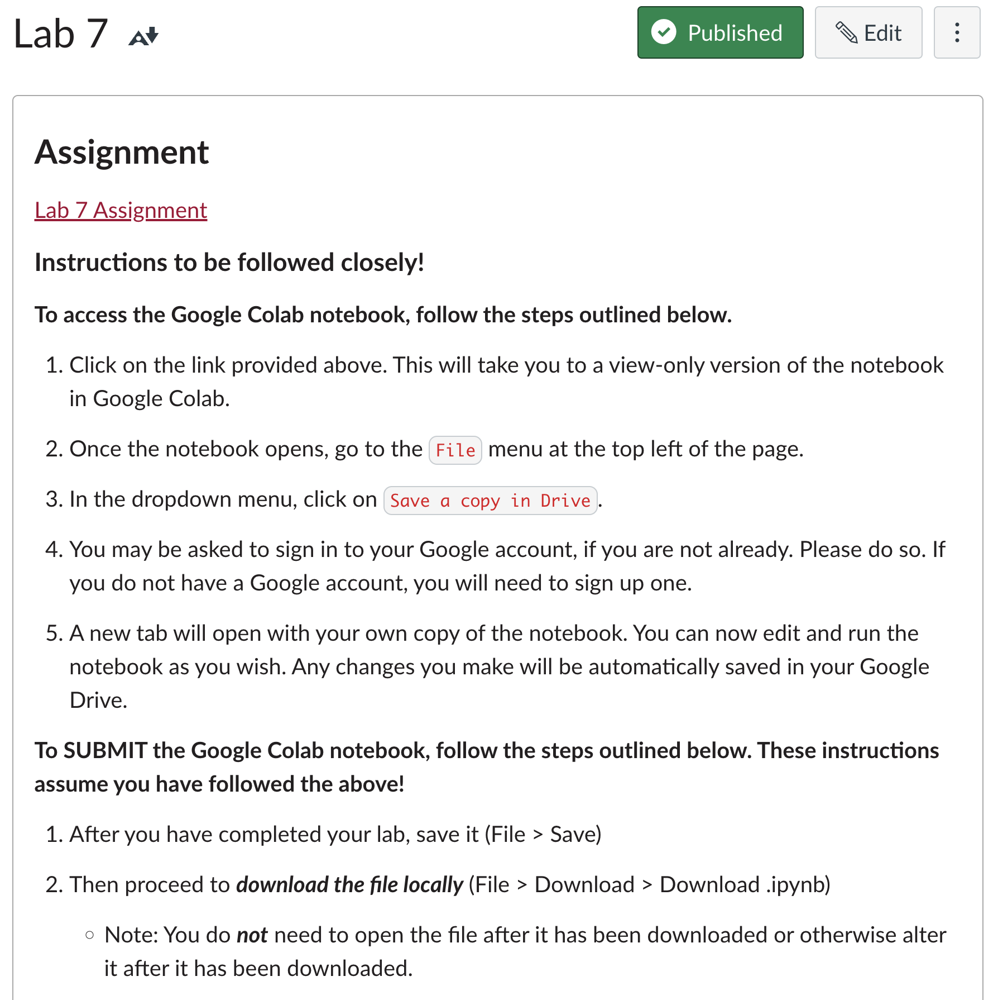 Lab 7
Published
Edit
Assignment
Lab 7 Assignment
Instructions to be followed closely!
To access the Google Colab notebook, follow the steps outlined below.
1. Click on the link provided above. This will take you to a view-only version of the notebook
in Google Colab.
2. Once the notebook opens, go to the File menu at the top left of the page.
3. In the dropdown menu, click on Save a copy in Drive.
4. You may be asked to sign in to your Google account, if you are not already. Please do so. If
you do not have a Google account, you will need to sign up one.
5. A new tab will open with your own copy of the notebook. You can now edit and run the
notebook as you wish. Any changes you make will be automatically saved in your Google
Drive.
To SUBMIT the Google Colab notebook, follow the steps outlined below. These instructions
assume you have followed the above!
1. After you have completed your lab, save it (File > Save)
2. Then proceed to download the file locally (File > Download > Download .ipynb)
◦ Note: You do not need to open the file after it has been downloaded or otherwise alter
it after it has been downloaded.